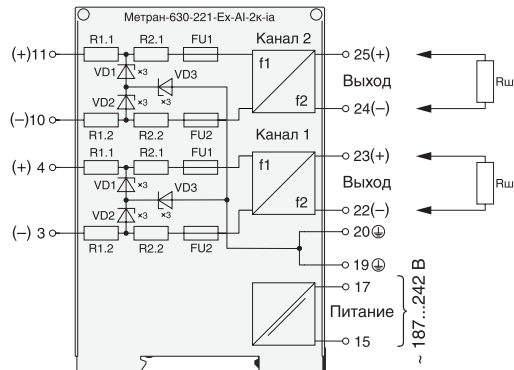 Метран-630-221-Ex-AI-2к-ia
(+)11 R1.1 R2.1 FU1 Канал 2 25(+)
VD1 ×3 VD3 f1 Выход Rш
VD2 ×3 ×3 f2
(–)10 24(–)
R1.2 R2.2 FU2 Канал 1
R1.1 R2.1 FU1
(+) 4 f1 23(+)
VD1 ×3 VD3 Выход Rш
VD2 ×3 ×3 f2
(–) 3 22(–)
R1.2 R2.2 FU2 20
19
17
Питание
15
~ 187...242 В